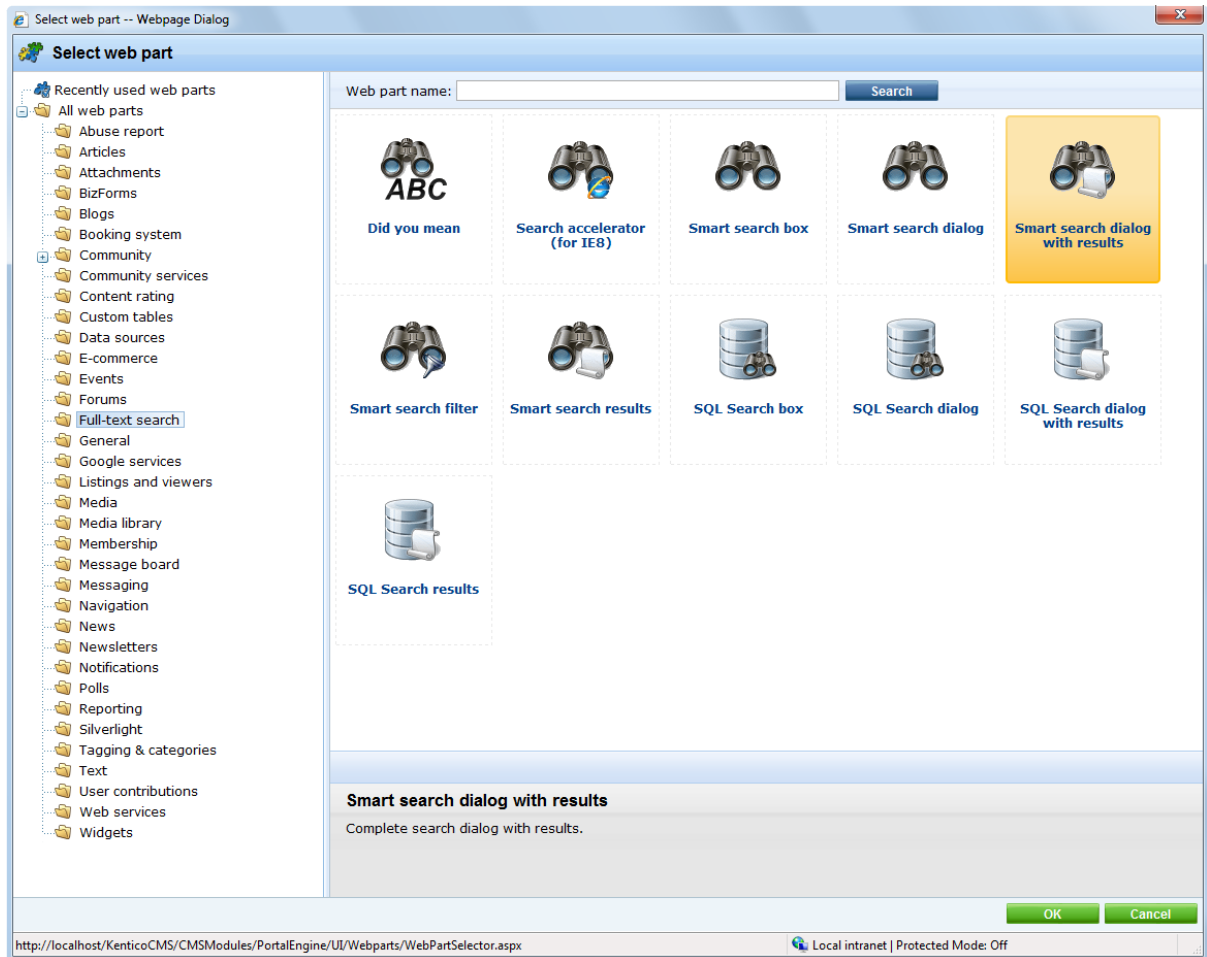 Select web part -- Webpage Dialog
X
Select web part
Recently used web parts
All web parts
Abuse report
Articles
Attachments
BizForms
Blogs
Booking system
Community
Community services
Content rating
Custom tables
Data sources
E-commerce
Events
Forums
Full-text search
General
Google services
Listings and viewers
Media
Media library
Membership
Message board
Messaging
Navigation
News
Newsletters
Notifications
Polls
Reporting
Silverlight
Tagging & categories
Text
User contributions
Web services
Widgets
Web part name:
Search
ABC
Did you mean
Search accelerator
(for IE8)
Smart search box
Smart search dialog
Smart search dialog
with results
Smart search filter
Smart search results
SQL Search box
SQL Search dialog
SQL Search dialog
with results
SQL Search results
Smart search dialog with results
Complete search dialog with results.
OK
Cancel
http://localhost/KenticoCMS/CMSModules/PortalEngine/UI/Webparts/WebPartSelector.aspx
Local intranet | Protected Mode: Off